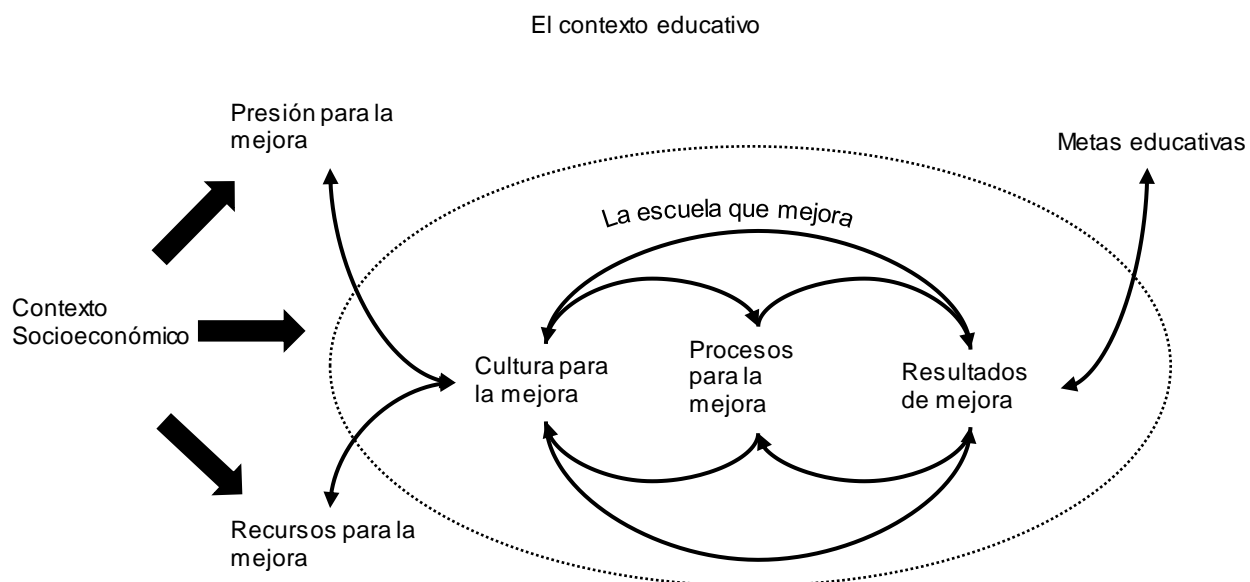 El contexto educativo
Presión para la
mejora
Metas educativas
La escuela que mejora
Contexto
Socioeconómico
Cultura para
la mejora
Procesos
para la
mejora
Resultados
de mejora
Recursos para la
mejora